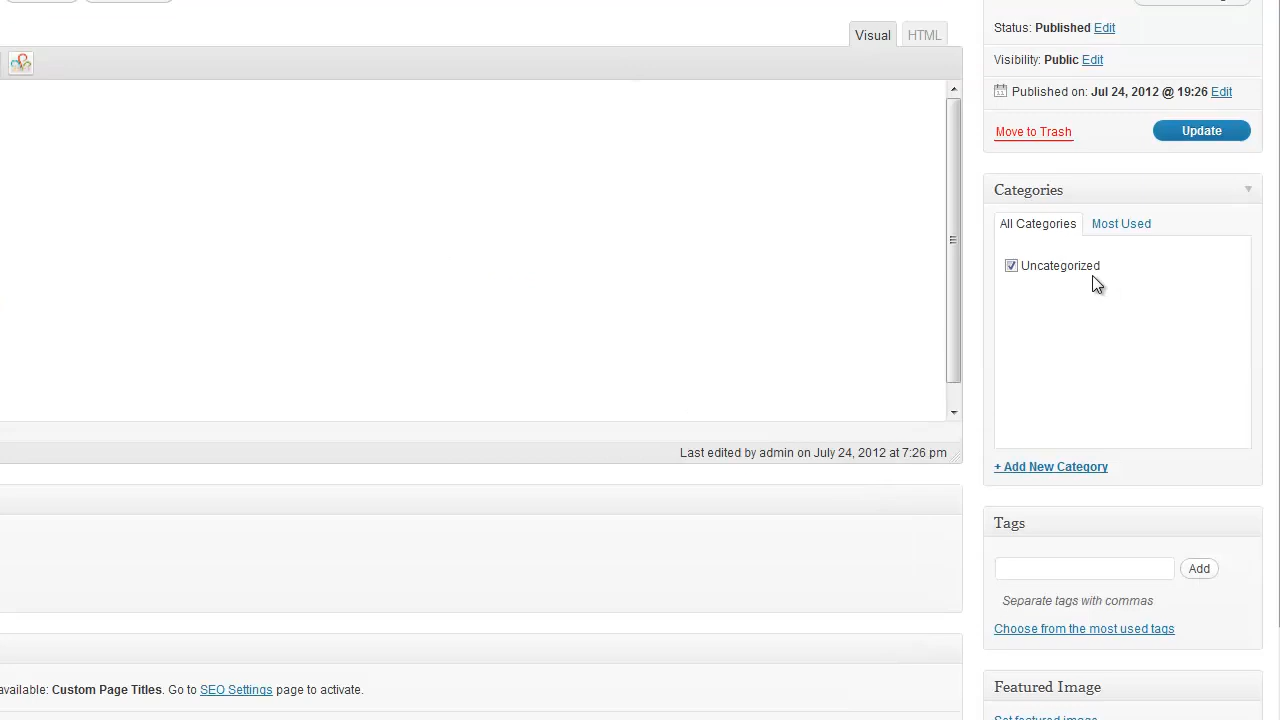 Status: Published Edit
Visual HTML
Visibility: Public Edit
Published on: Jul 24, 2012 @ 19:26 Edit
Move to Trash Update
Categories
All Categories Most Used
Uncategorized
Last edited by admin on July 24, 2012 at 7:26 pm
+ Add New Category
Tags
Add
Separate tags with commas
Choose from the most used tags
available: Custom Page Titles. Go to SEO Settings page to activate.
Featured Image
Set featured image